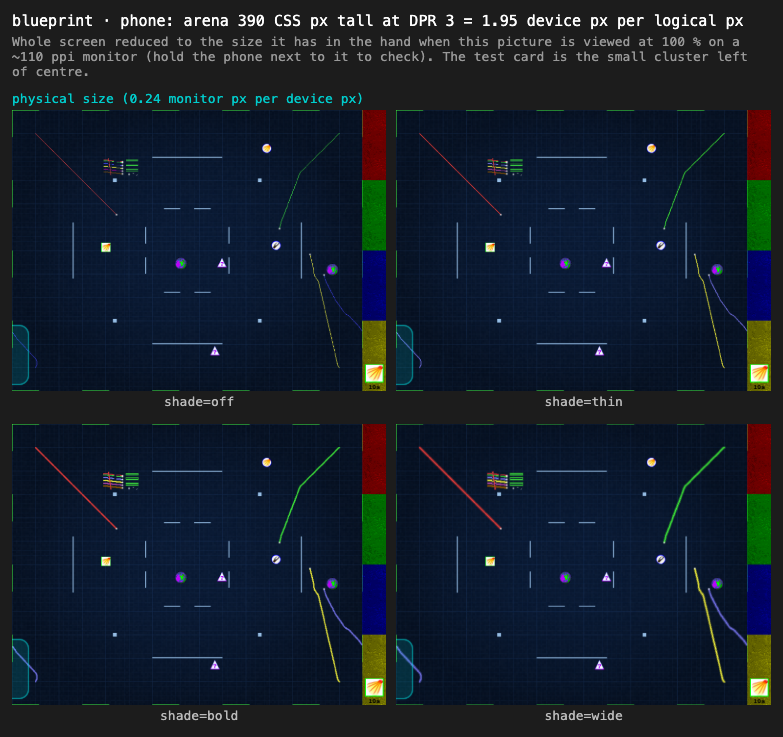 blueprint · phone: arena 390 CSS px tall at DPR 3 = 1.95 device px per logical px
Whole screen reduced to the size it has in the hand when this picture is viewed at 100 % on a
~110 ppi monitor (hold the phone next to it to check). The test card is the small cluster left
of centre.
physical size (0.24 monitor px per device px)
shade=off
shade=thin
shade=bold
shade=wide